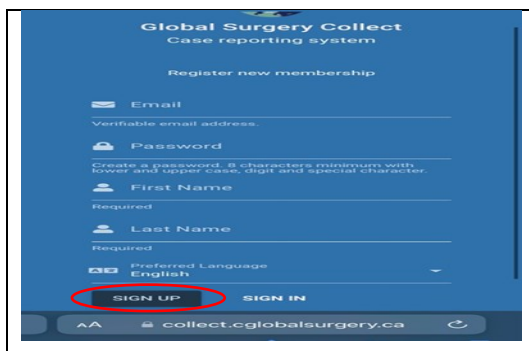 Global Surgery Collect
Case reporting system
Register new membership
Email
Verifiable email address.
Password
Create a password. 8 characters minimum with
lower and upper case, digit and special character.
First Name
Required
Last Name
Required
Preferred Language
English
SIGN UP SIGN IN
AA collect.cglobalsurgery.ca